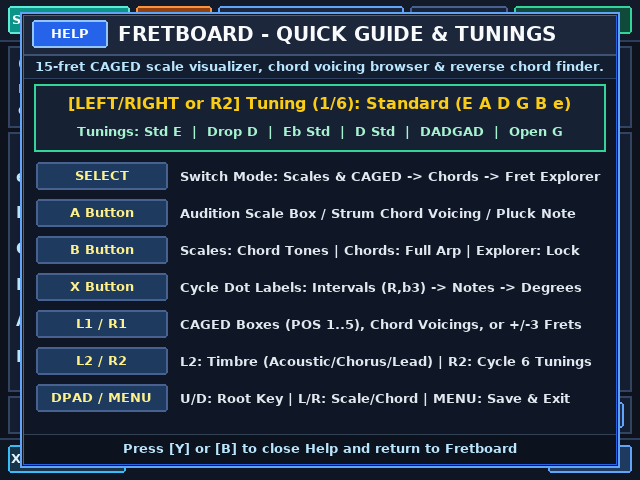 HELP FRETBOARD - QUICK GUIDE & TUNINGS
15-fret CAGED scale visualizer, chord voicing browser & reverse chord finder.
[LEFT/RIGHT or R2] Tuning (1/6): Standard (E A D G B e)
Tunings: Std E | Drop D | Eb Std | D Std | DADGAD | Open G
SELECT Switch Mode: Scales & CAGED -> Chords -> Fret Explorer
A Button Audition Scale Box / Strum Chord Voicing / Pluck Note
B Button Scales: Chord Tones | Chords: Full Arp | Explorer: Lock
X Button Cycle Dot Labels: Intervals (R,b3) -> Notes -> Degrees
L1 / R1 CAGED Boxes (POS 1..5), Chord Voicings, or +/-3 Frets
L2 / R2 L2: Timbre (Acoustic/Chorus/Lead) | R2: Cycle 6 Tunings
DPAD / MENU U/D: Root Key | L/R: Scale/Chord | MENU: Save & Exit
Press [Y] or [B] to close Help and return to Fretboard